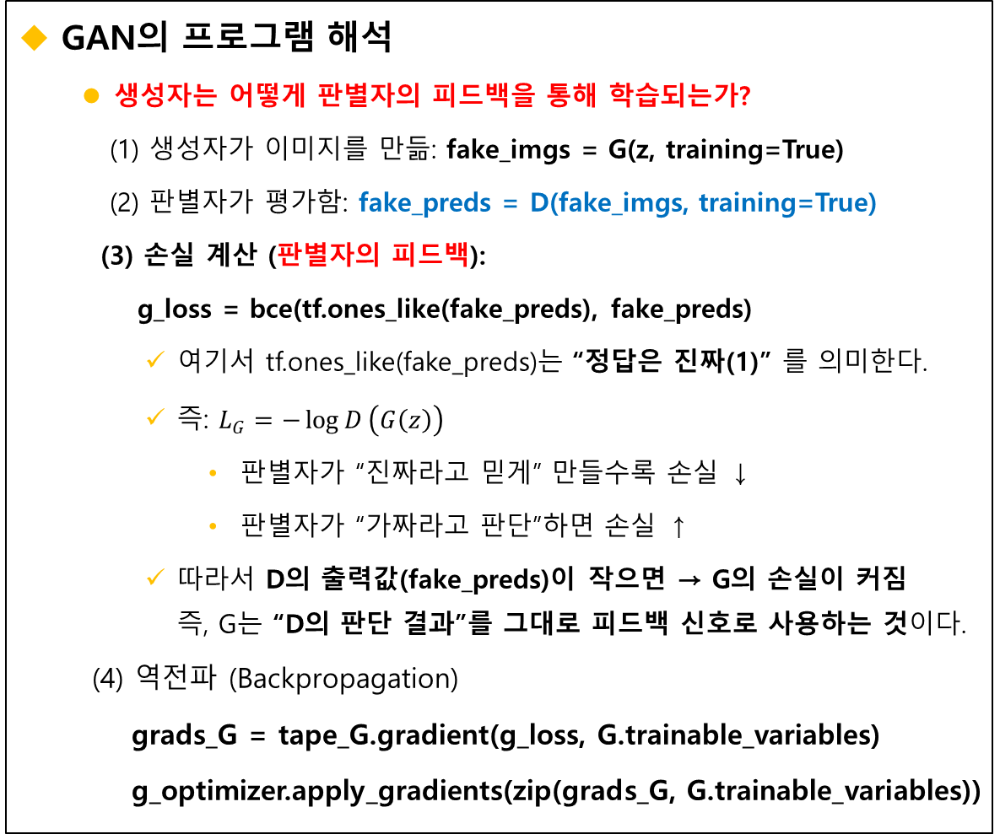 ◆ GAN의 프로그램 해석
● 생성자는 어떻게 판별자의 피드백을 통해 학습되는가?
(1) 생성자가 이미지를 만듦: fake_imgs = G(z, training=True)
(2) 판별자가 평가함: fake_preds = D(fake_imgs, training=True)
(3) 손실 계산 (판별자의 피드백):
g_loss = bce(tf.ones_like(fake_preds), fake_preds)
✓ 여기서 tf.ones_like(fake_preds)는 “정답은 진짜(1)” 를 의미한다.
✓ 즉: L_G = − log D (G(z))
• 판별자가 “진짜라고 믿게” 만들수록 손실 ↓
• 판별자가 “가짜라고 판단”하면 손실 ↑
✓ 따라서 D의 출력값(fake_preds)이 작으면 → G의 손실이 커짐
즉, G는 “D의 판단 결과”를 그대로 피드백 신호로 사용하는 것이다.
(4) 역전파 (Backpropagation)
grads_G = tape_G.gradient(g_loss, G.trainable_variables)
g_optimizer.apply_gradients(zip(grads_G, G.trainable_variables))